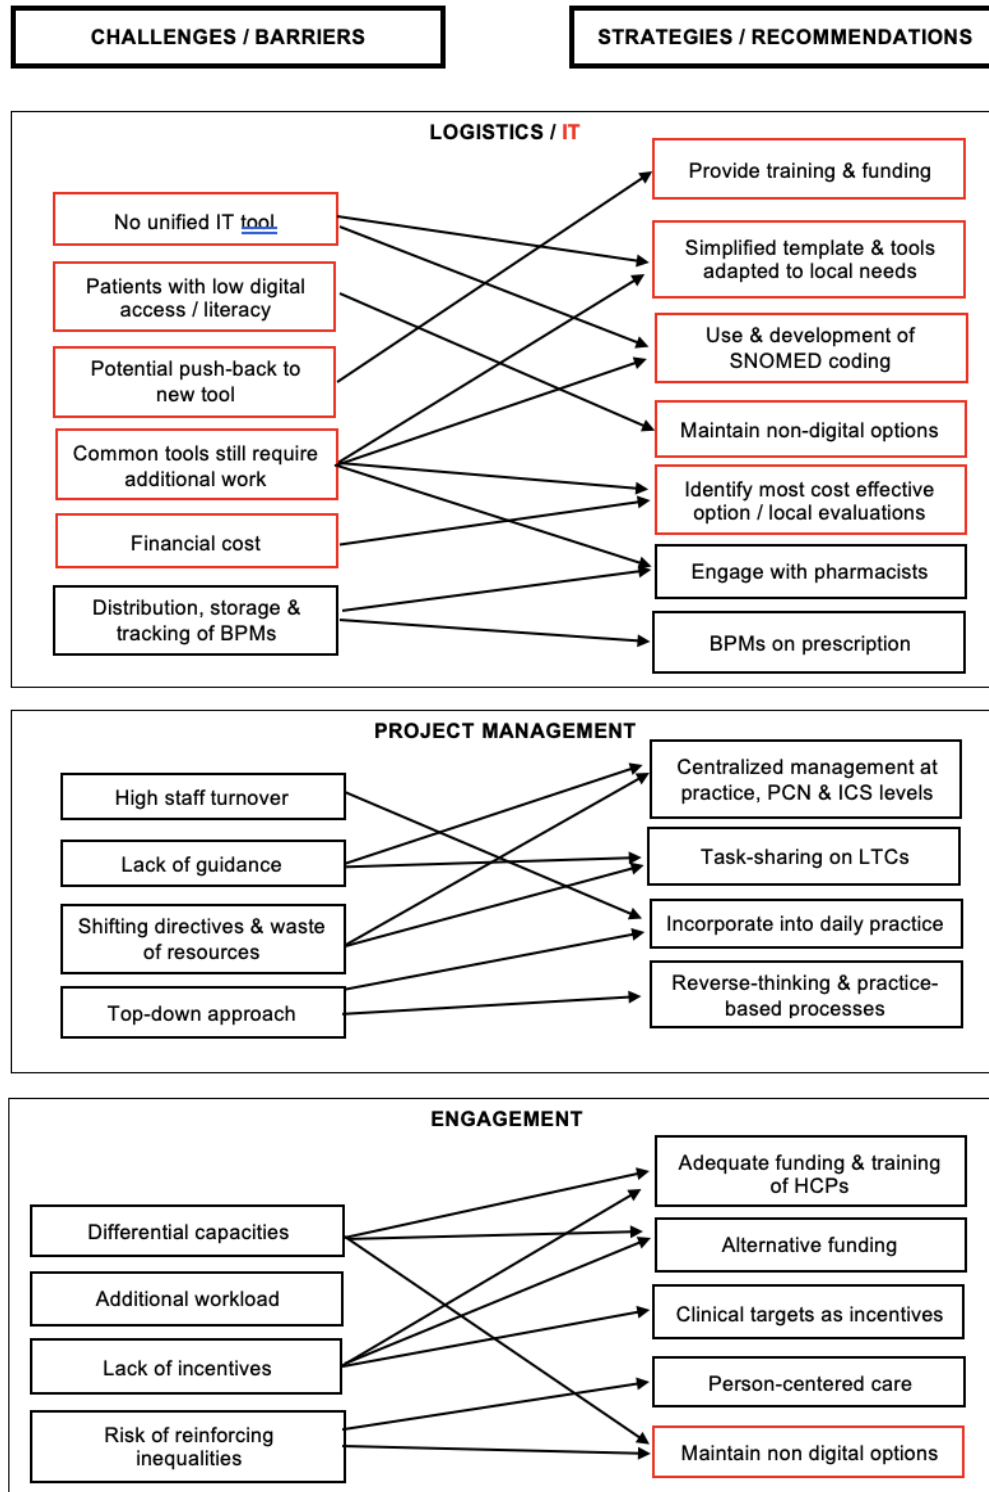 CHALLENGES / BARRIERS
STRATEGIES / RECOMMENDATIONS
LOGISTICS / IT
No unified IT tool
Patients with low digital
access / literacy
Potential push-back to
new tool
Common tools still require
additional work
Financial cost
Distribution, storage &
tracking of BPMs
Provide training & funding
Simplified template & tools
adapted to local needs
Use & development of
SNOMED coding
Maintain non-digital options
Identify most cost effective
option / local evaluations
Engage with pharmacists
BPMs on prescription
PROJECT MANAGEMENT
High staff turnover
Lack of guidance
Shifting directives & waste
of resources
Top-down approach
Centralized management at
practice, PCN & ICS levels
Task-sharing on LTCs
Incorporate into daily practice
Reverse-thinking & practice-
based processes
ENGAGEMENT
Differential capacities
Additional workload
Lack of incentives
Risk of reinforcing
inequalities
Adequate funding & training
of HCPs
Alternative funding
Clinical targets as incentives
Person-centered care
Maintain non digital options